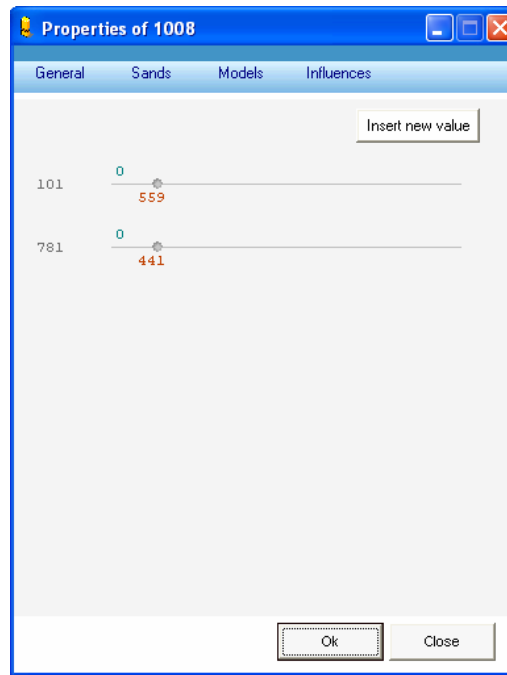 Properties of 1008
General Sands Models Influences
Insert new value
0
101
559
0
781
441
Ok Close